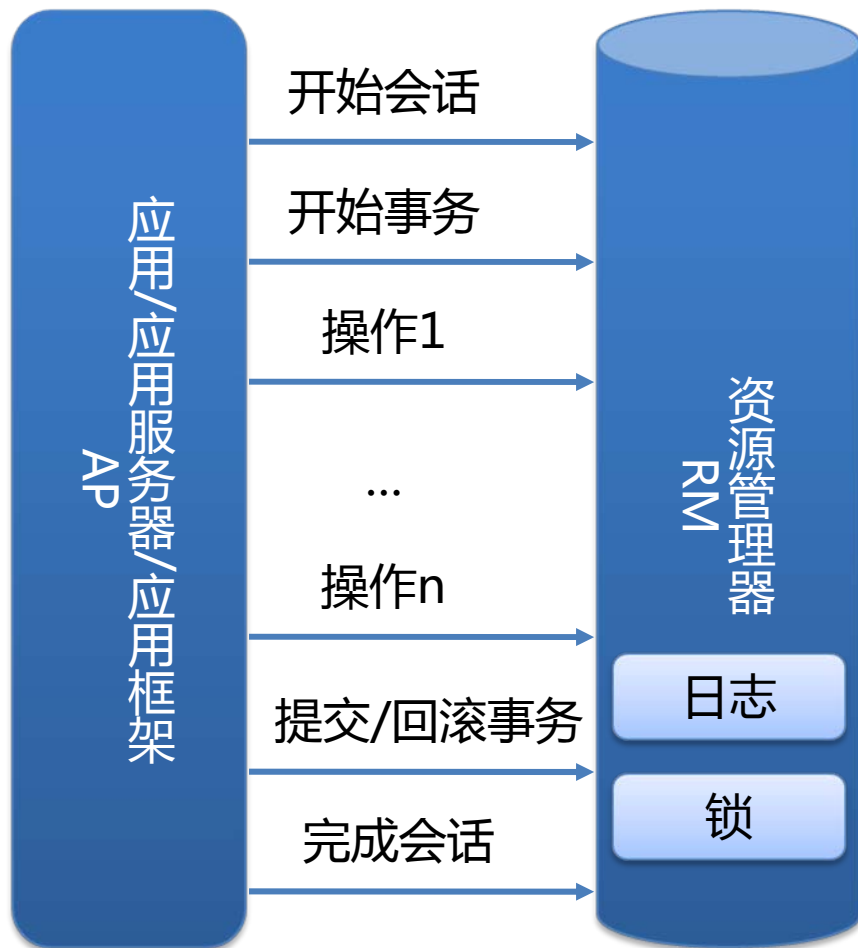 应用/应用服务器/应用框架
AP
开始会话
开始事务
操作1
...
操作n
提交/回滚事务
完成会话
资源管理器
RM
日志
锁